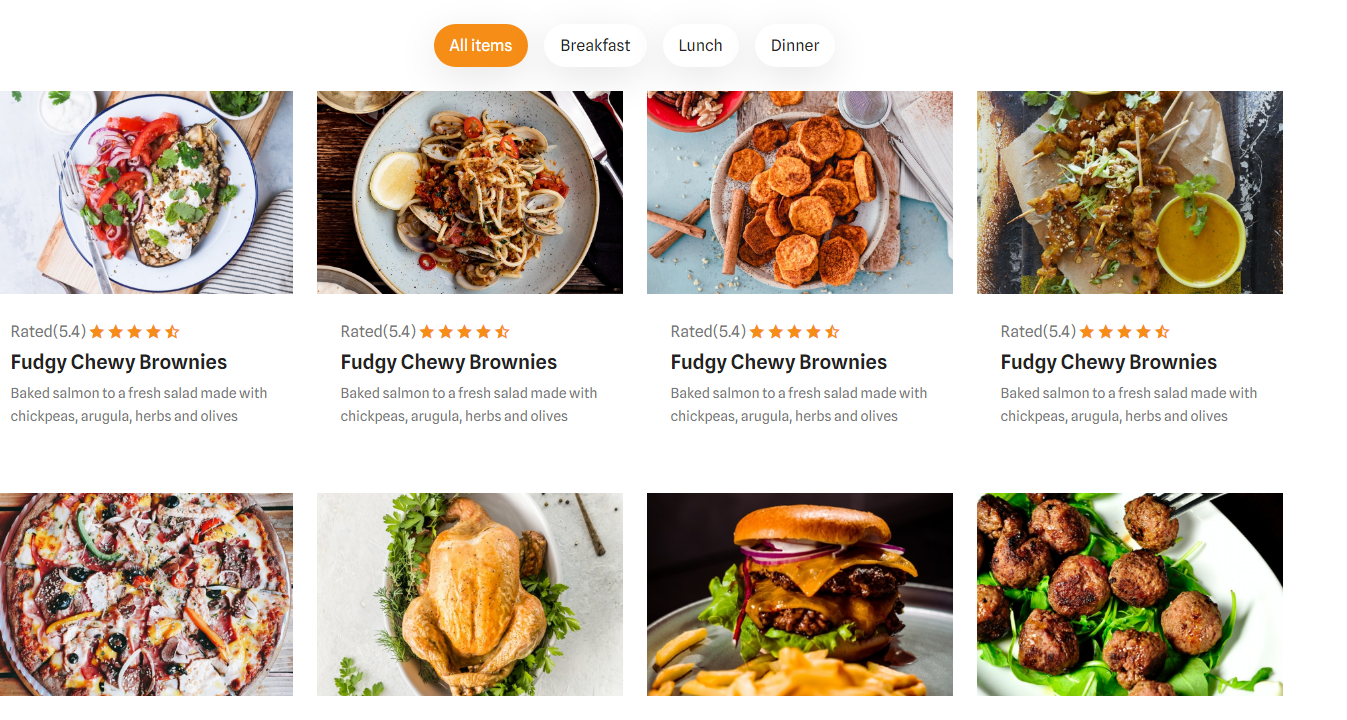 All items Breakfast Lunch Dinner
Rated(5.4) Rated(5.4) Rated(5.4) Rated(5.4)
Fudgy Chewy Brownies Fudgy Chewy Brownies Fudgy Chewy Brownies Fudgy Chewy Brownies
Baked salmon to a fresh salad made with Baked salmon to a fresh salad made with Baked salmon to a fresh salad made with Baked salmon to a fresh salad made with
chickpeas, arugula, herbs and olives chickpeas, arugula, herbs and olives chickpeas, arugula, herbs and olives chickpeas, arugula, herbs and olives